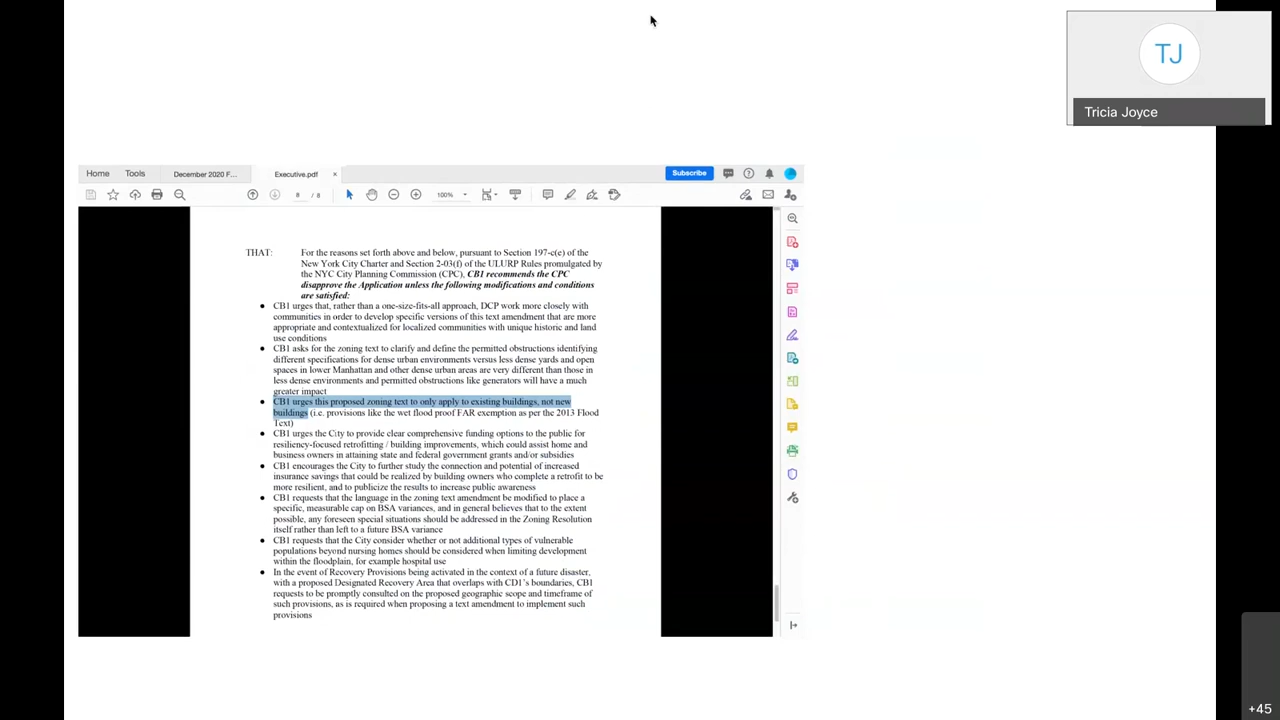 TJ
Tricia Joyce
Home Tools December 2020 F... Executive.pdf × Subscribe
8 / 8 100%
THAT: For the reasons set forth above and below, pursuant to Section 197-c(e) of the
New York City Charter and Section 2-03(f) of the ULURP Rules promulgated by
the NYC City Planning Commission (CPC), CB1 recommends the CPC
disapprove the Application unless the following modifications and conditions
are satisfied:
● CB1 urges that, rather than a one-size-fits-all approach, DCP work more closely with
communities in order to develop specific versions of this text amendment that are more
appropriate and contextualized for localized communities with unique historic and land
use conditions
● CB1 asks for the zoning text to clarify and define the permitted obstructions identifying
different specifications for dense urban environments versus less dense yards and open
spaces in lower Manhattan and other dense urban areas are very different than those in
less dense environments and permitted obstructions like generators will have a much
greater impact
● CB1 urges this proposed zoning text to only apply to existing buildings, not new
buildings (i.e. provisions like the wet flood proof FAR exemption as per the 2013 Flood
Text)
● CB1 urges the City to provide clear comprehensive funding options to the public for
resiliency-focused retrofitting / building improvements, which could assist home and
business owners in attaining state and federal government grants and/or subsidies
● CB1 encourages the City to further study the connection and potential of increased
insurance savings that could be realized by building owners who complete a retrofit to be
more resilient, and to publicize the results to increase public awareness
● CB1 requests that the language in the zoning text amendment be modified to place a
specific, measurable cap on BSA variances, and in general believes that to the extent
possible, any foreseen special situations should be addressed in the Zoning Resolution
itself rather than left to a future BSA variance
● CB1 requests that the City consider whether or not additional types of vulnerable
populations beyond nursing homes should be considered when limiting development
within the floodplain, for example hospital use
● In the event of Recovery Provisions being activated in the context of a future disaster,
with a proposed Designated Recovery Area that overlaps with CD1's boundaries, CB1
requests to be promptly consulted on the proposed geographic scope and timeframe of
such provisions, as is required when proposing a text amendment to implement such
provisions
+45